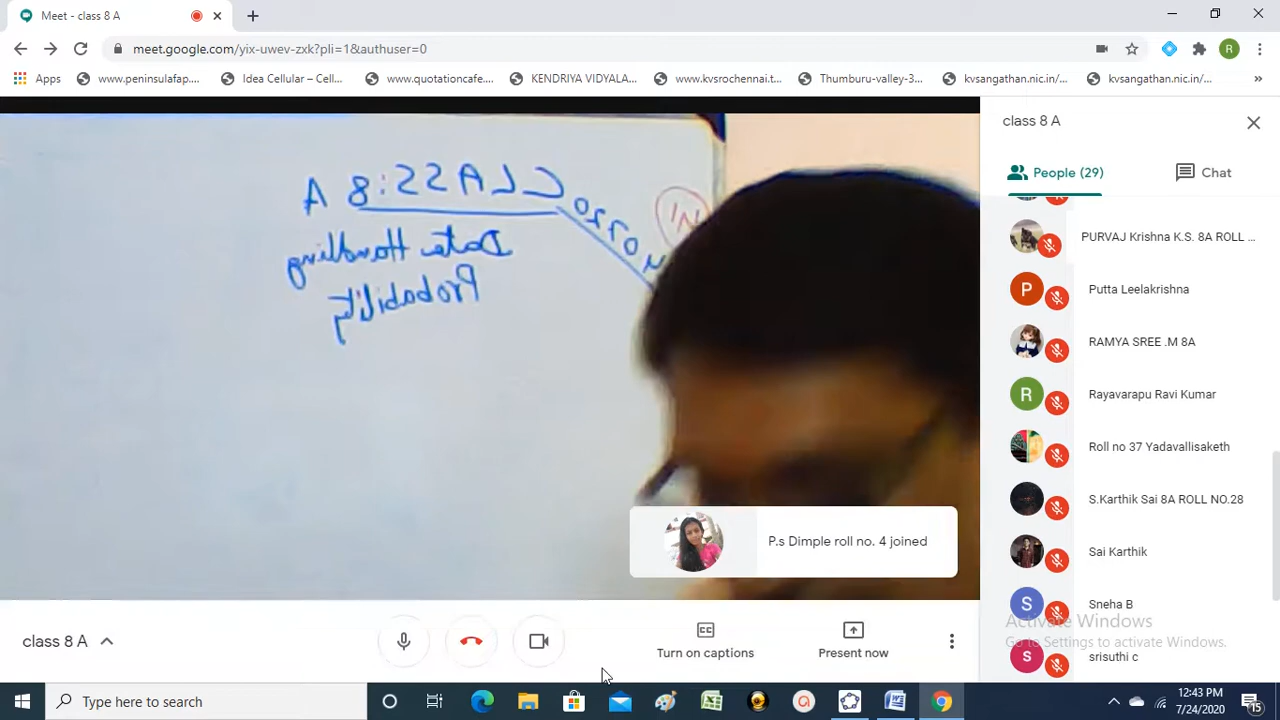 Meet - class 8 A
meet.google.com/yix-uwev-zxk?pli=1&authuser=0
Apps www.peninsulafap.... Idea Cellular – Cell... www.quotationcafe.... KENDRIYA VIDYALA... www.kvsrochennai.t... Thumburu-valley-3... kvsangathan.nic.in/... kvsangathan.nic.in/... »
R
CLASS:8 A
Data Handling
Probability
class 8 A
People (29) Chat
PURVAJ Krishna K.S. 8A ROLL ...
P Putta Leelakrishna
RAMYA SREE .M 8A
R Rayavarapu Ravi Kumar
Roll no 37 Yadavallisaketh
S.Karthik Sai 8A ROLL NO.28
Sai Karthik
S Sneha B
S srisuthi c
P.s Dimple roll no. 4 joined
class 8 A
Turn on captions
Present now
Activate Windows
Go to Settings to activate Windows.
Type here to search
12:43 PM
7/24/2020
15